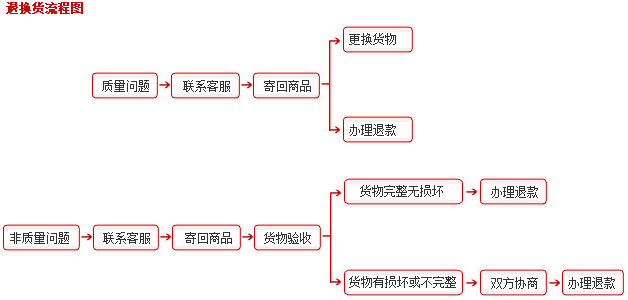 退换货流程图
更换货物
质量问题
联系客服
寄回商品
办理退款
货物完整无损坏
办理退款
非质量问题
联系客服
寄回商品
货物验收
货物有损坏或不完整
双方协商
办理退款